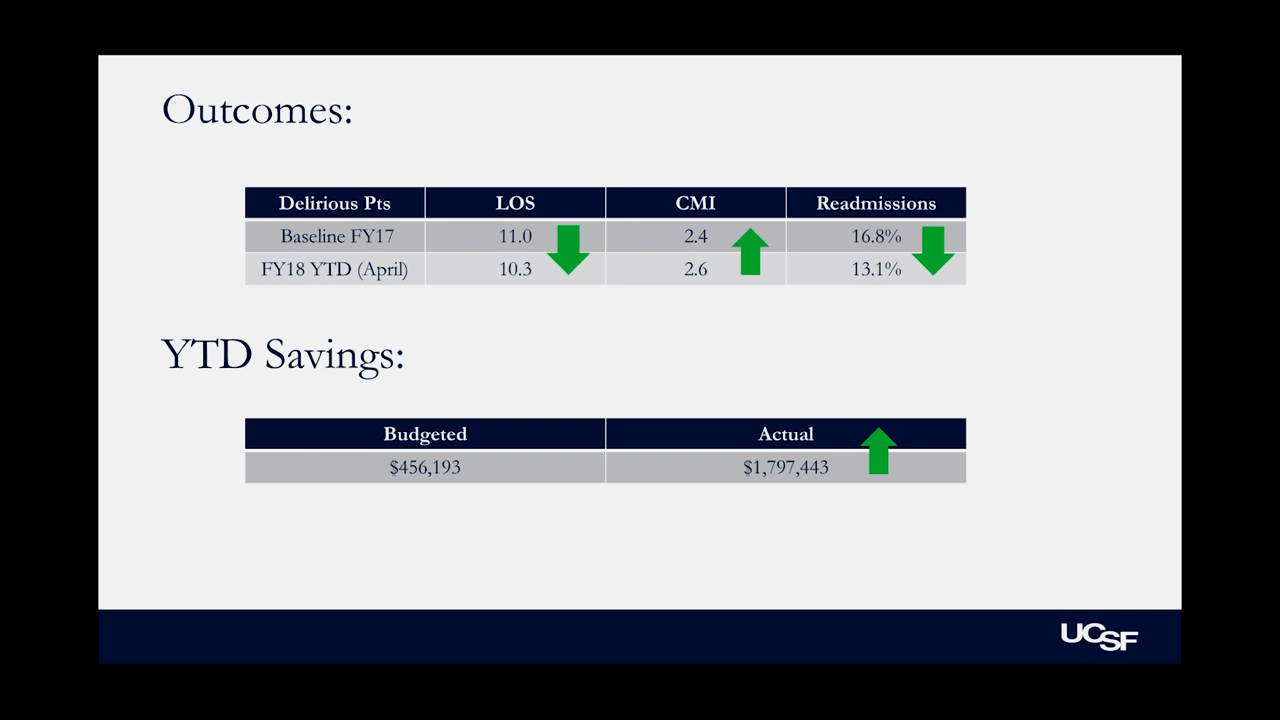 Outcomes:
Delirious Pts LOS CMI Readmissions
Baseline FY17 11.0 2.4 16.8%
FY18 YTD (April) 10.3 2.6 13.1%
YTD Savings:
Budgeted Actual
$456,193 $1,797,443
UCSF